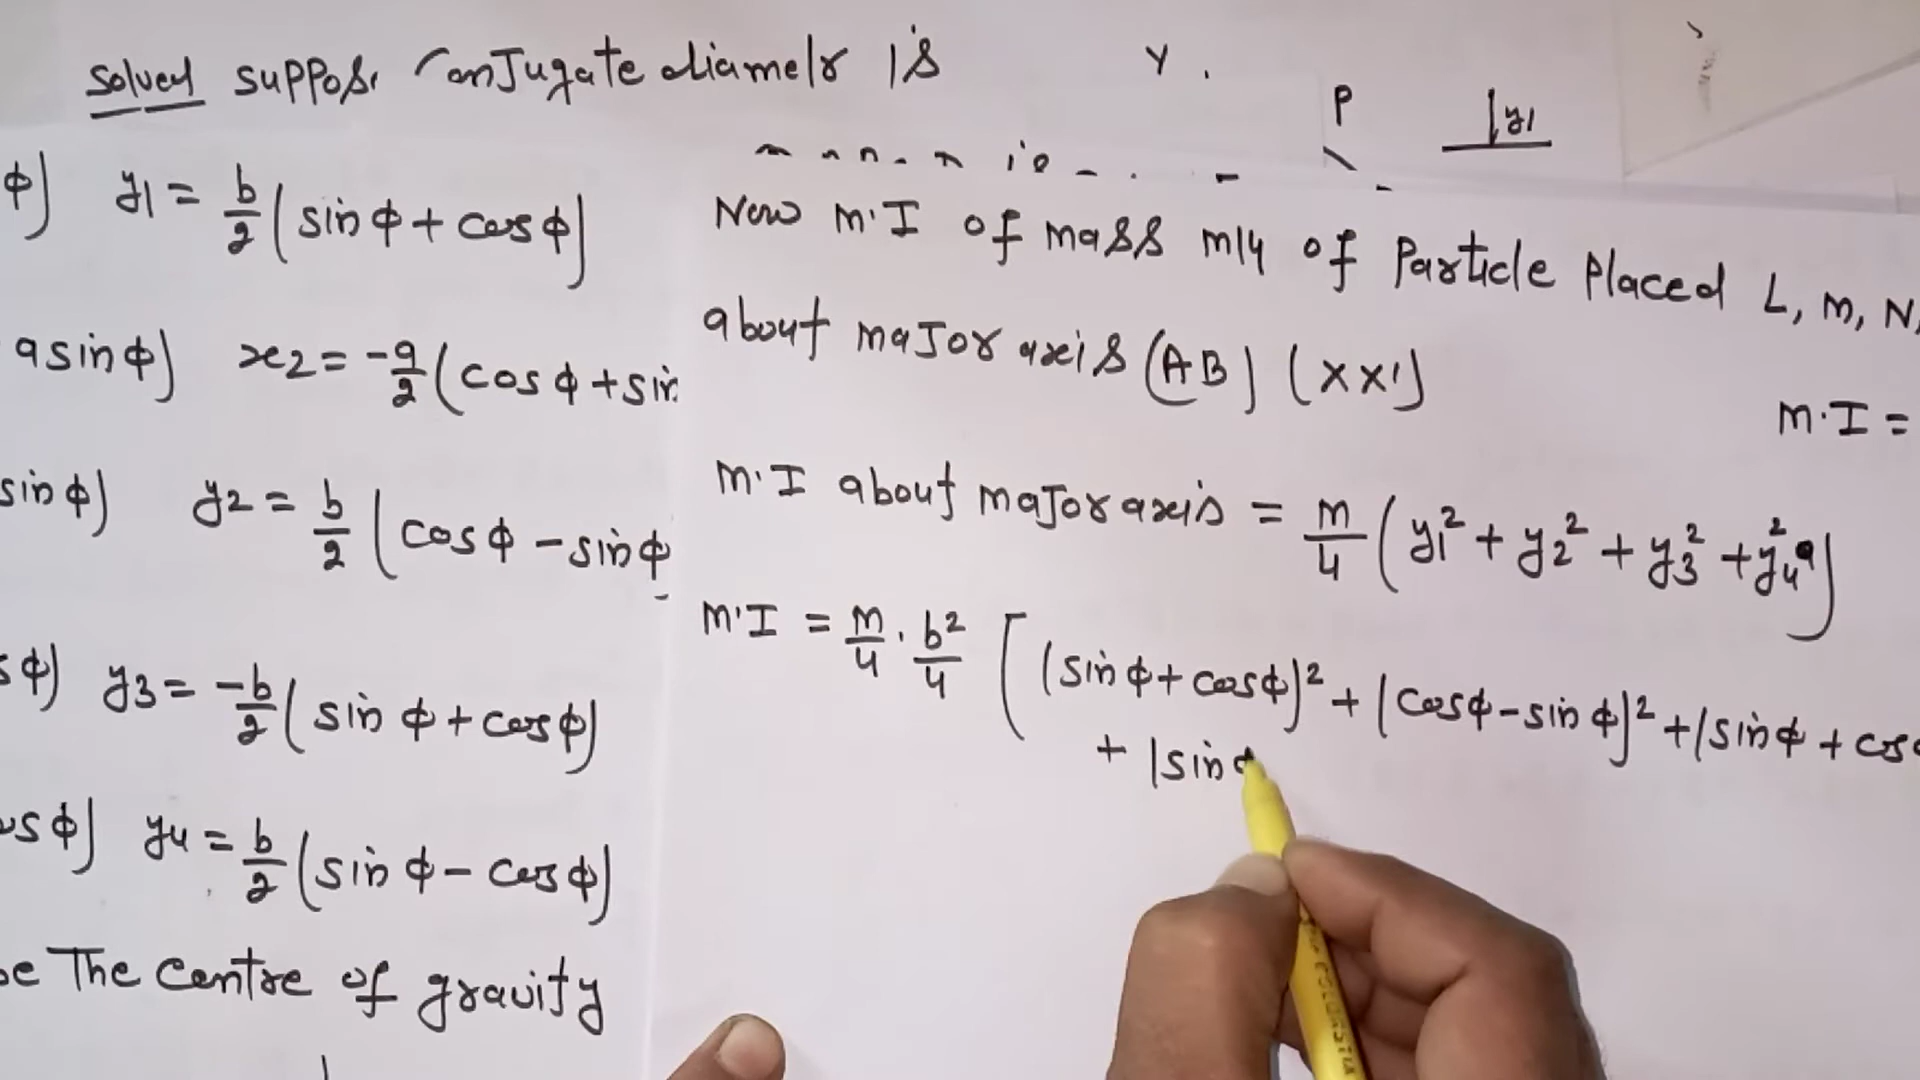 Solved suppos. Conjugate diameter is Y.
P y1
φ) y1 = b/2 (sin φ + cos φ)
a sin φ) x2 = -a/2 (cos φ + sin
sin φ) y2 = b/2 (cos φ - sin φ
s φ) y3 = -b/2 (sin φ + cos φ)
os φ) y4 = b/2 (sin φ - cos φ)
be The centre of gravity
Now M.I of mass m/4 of Particle Placed L, M, N,
about major axis (AB) (XX')
M.I =
M.I about major axis = m/4 (y1² + y2² + y3² + y4²)
M.I = m/4 . b²/4 [(sin φ + cos φ)² + (cos φ - sin φ)² + (sin φ + cos
+ (sin φ